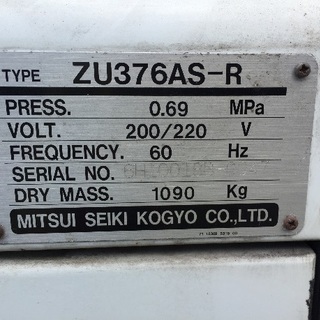 TYPE ZU376AS-R
PRESS. 0.69 MPa
VOLT. 200/220 V
FREQUENCY. 60 Hz
SERIAL NO.
DRY MASS. 1090 Kg
MITSUI SEIKI KOGYO CO.,LTD.